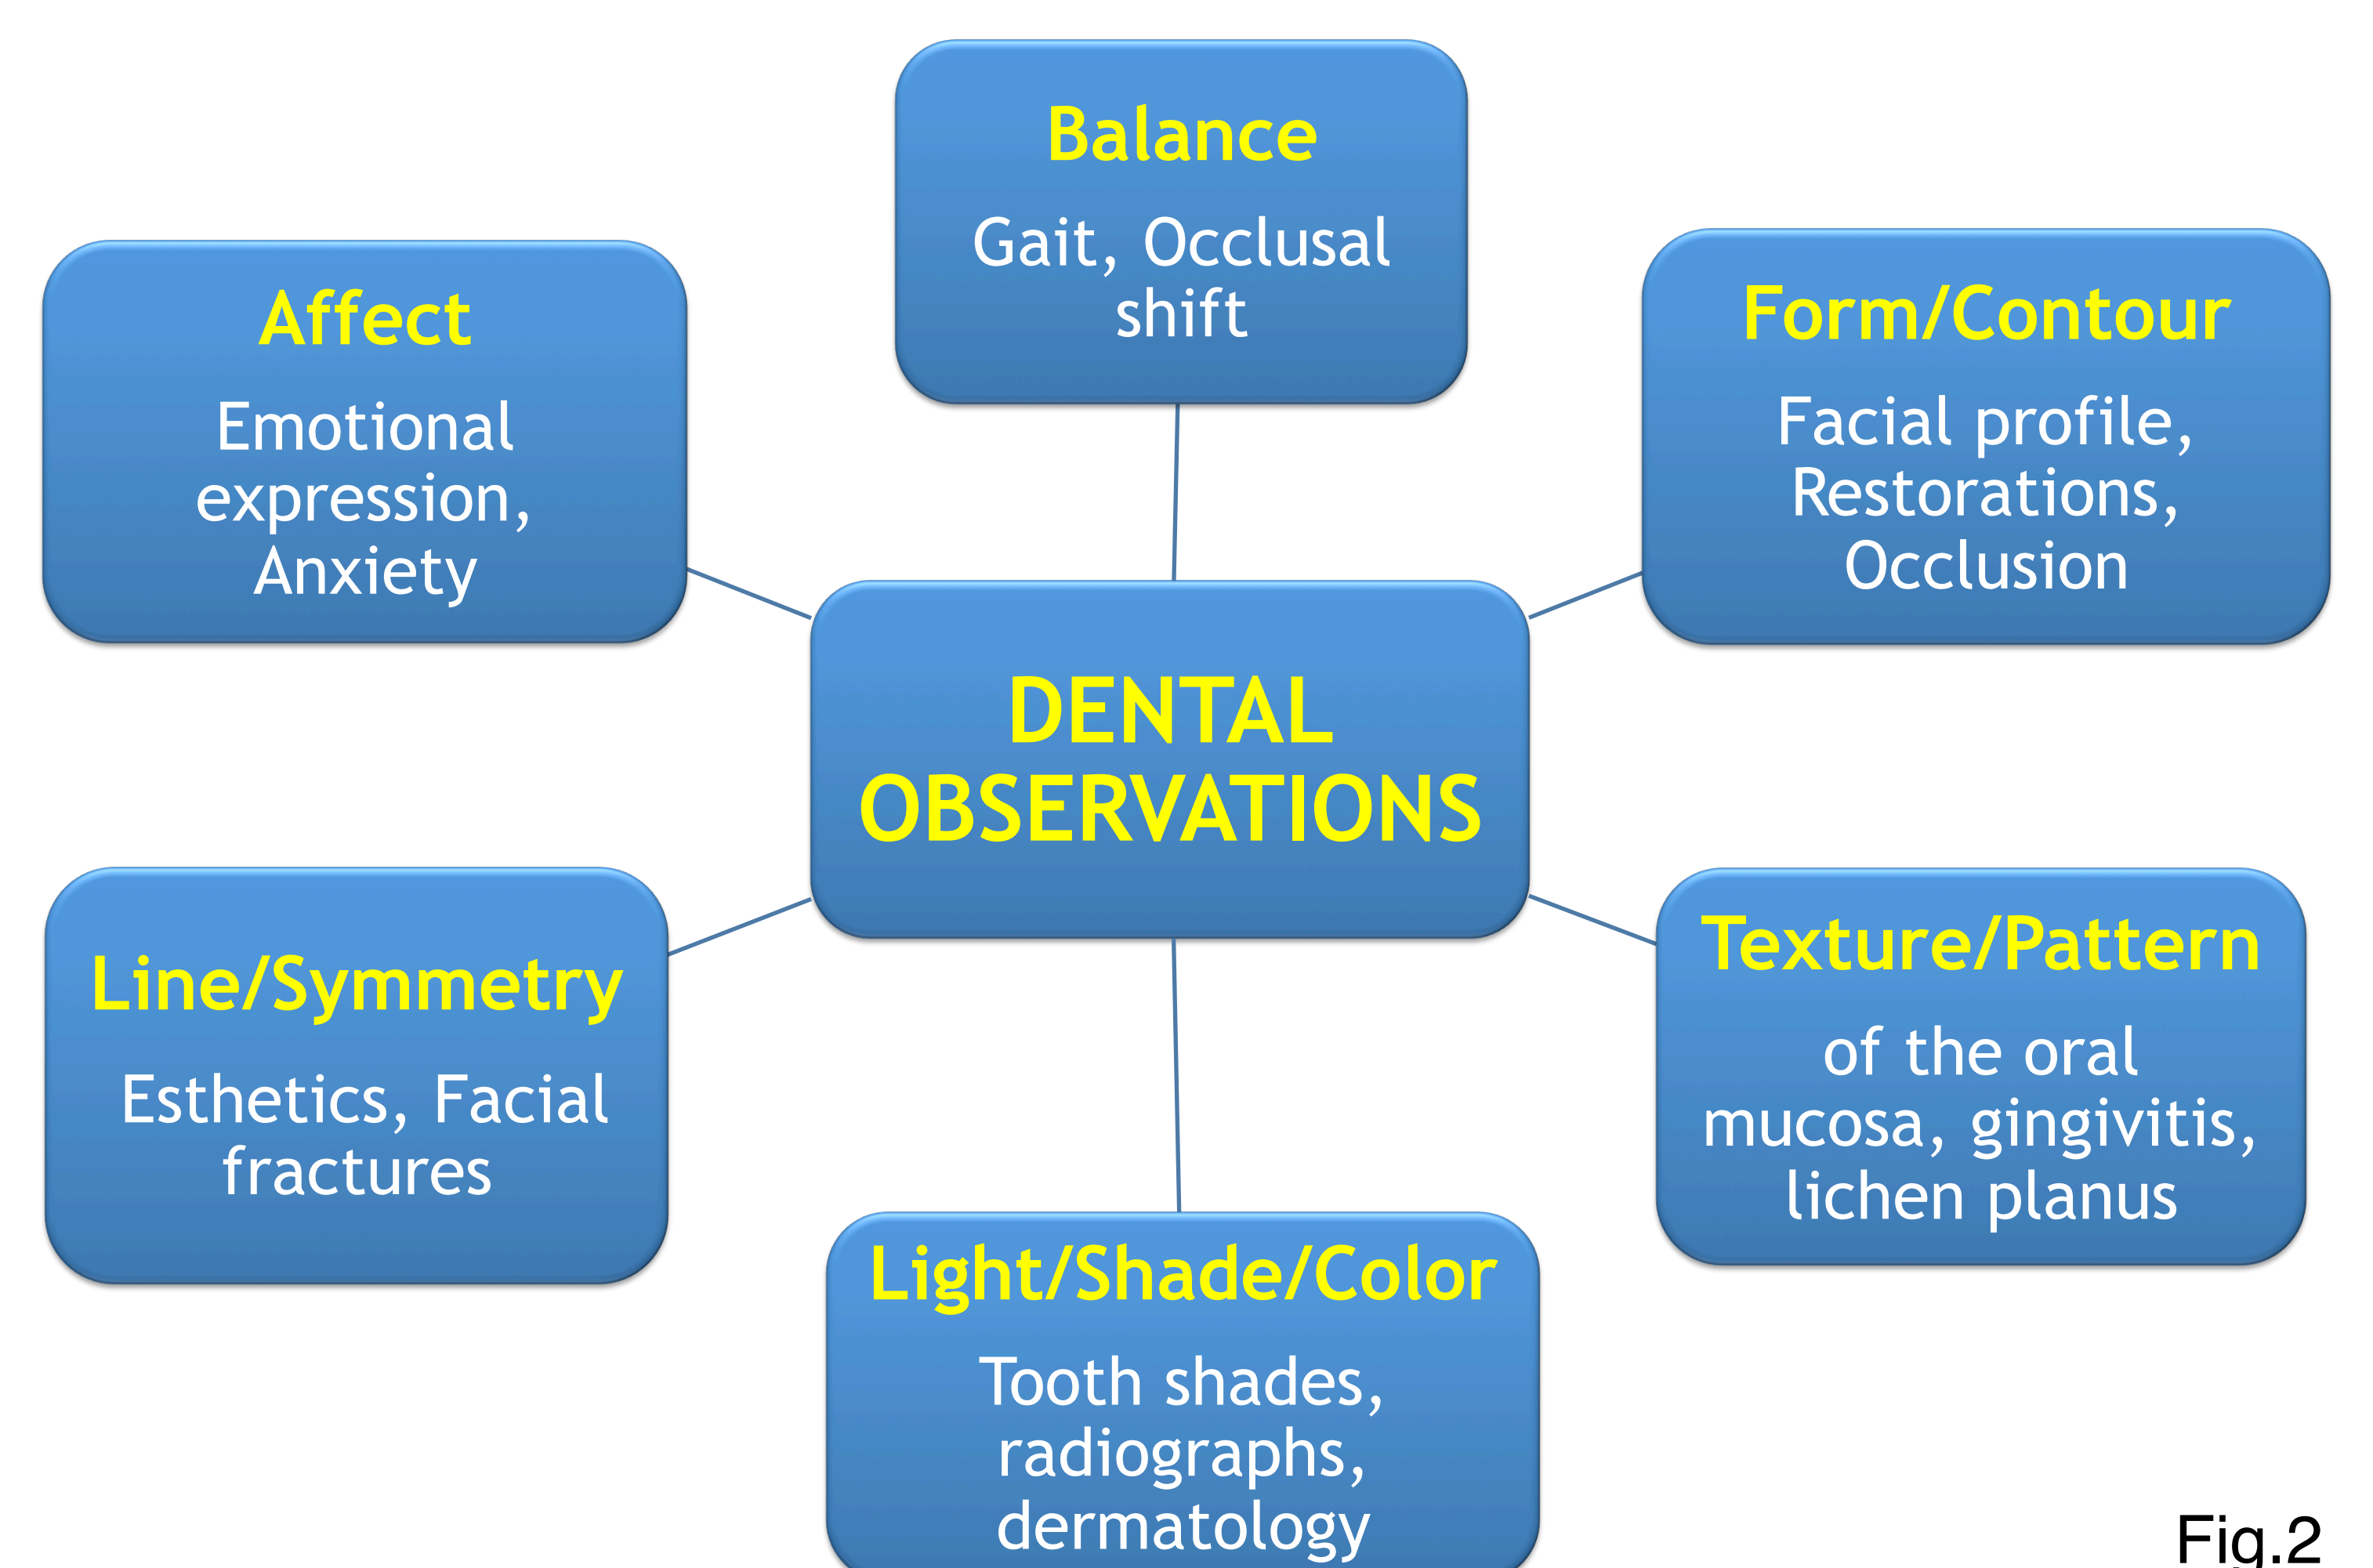 Balance
Gait, Occlusal
shift
Affect
Emotional
expression,
Anxiety
Form/Contour
Facial profile,
Restorations,
Occlusion
DENTAL
OBSERVATIONS
Line/Symmetry
Esthetics, Facial
fractures
Texture/Pattern
of the oral
mucosa, gingivitis,
lichen planus
Light/Shade/Color
Tooth shades,
radiographs,
dermatology
Fig.2